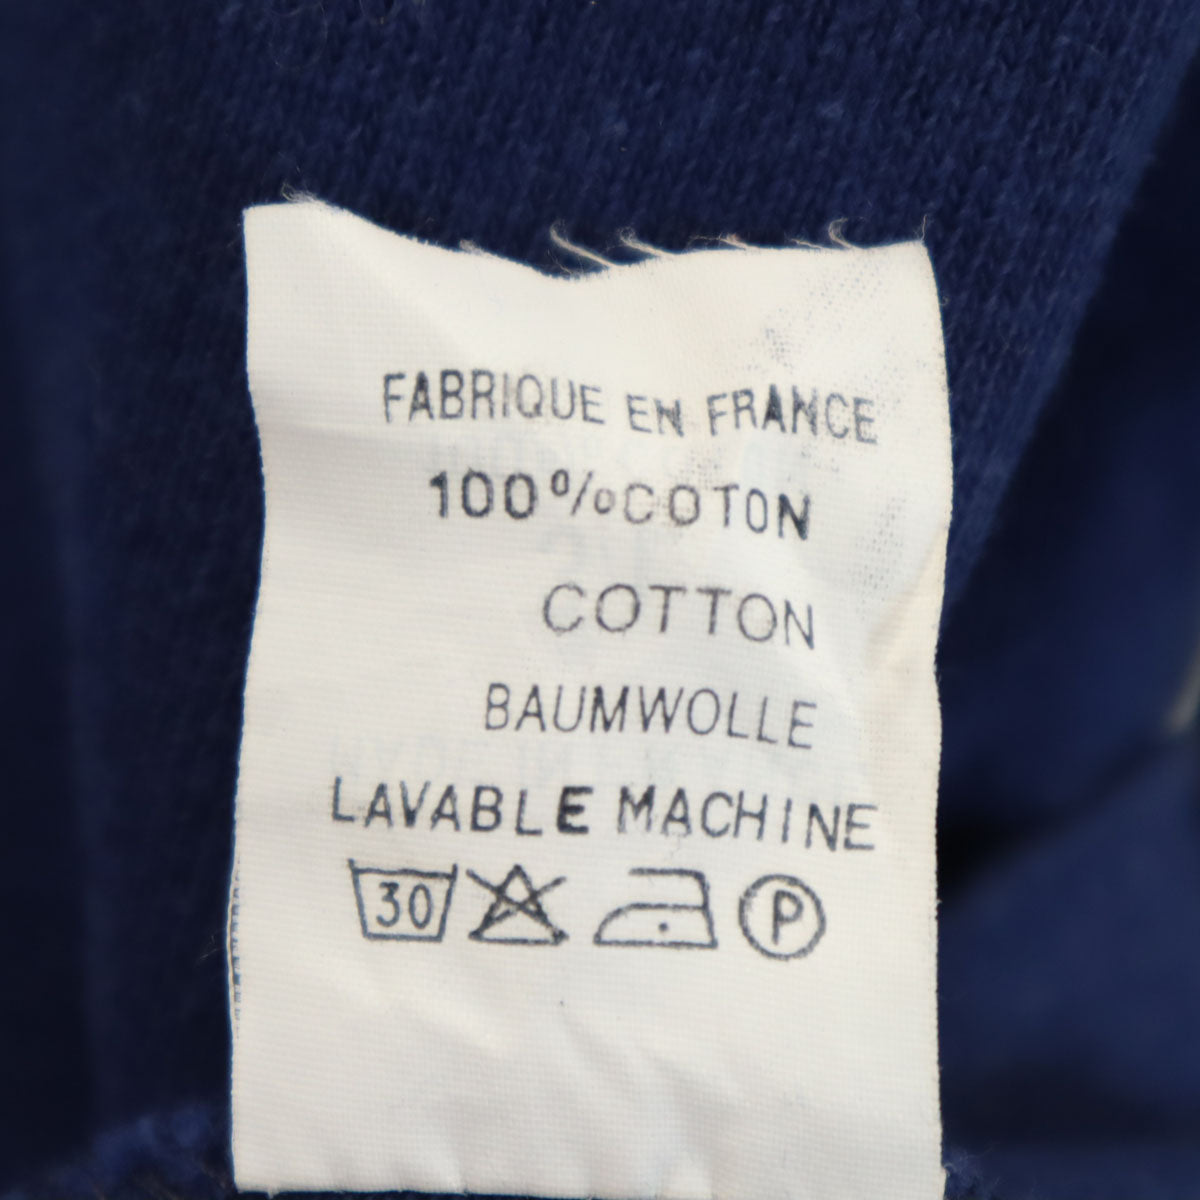 FABRIQUE EN FRANCE
100%COTON
COTTON
BAUMWOLLE
LAVABLE MACHINE
30 P